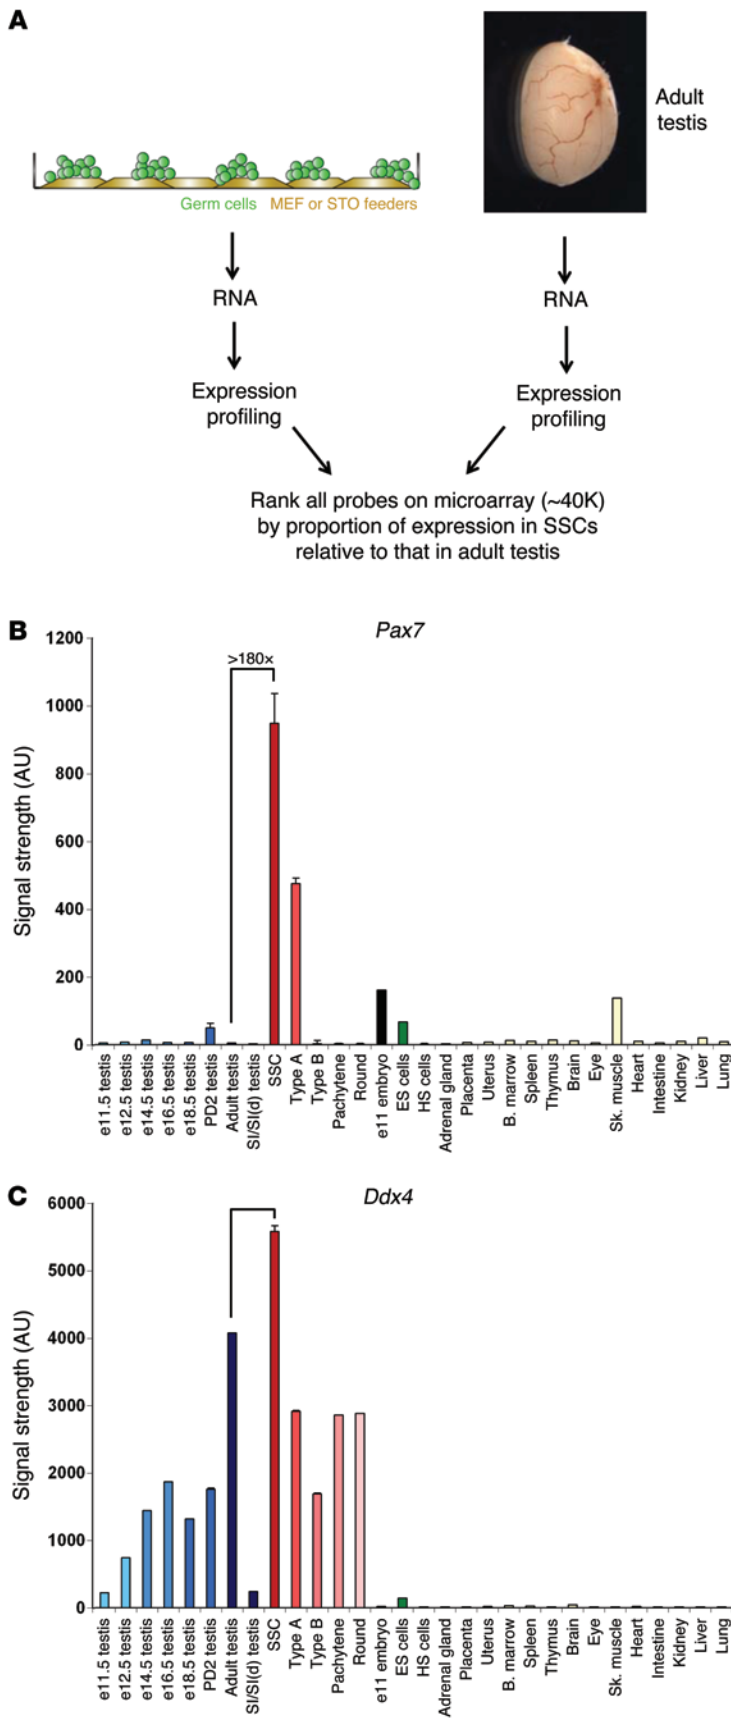 A
Adult
testis
Germ cells MEF or STO feeders
RNA
RNA
Expression
profiling
Expression
profiling
Rank all probes on microarray (~40K)
by proportion of expression in SSCs
relative to that in adult testis
B
Pax7
Signal strength (AU)
1200
1000
800
600
400
200
0
>180×
e11.5 testis
e12.5 testis
e14.5 testis
e16.5 testis
e18.5 testis
PD2 testis
Adult testis
Sl/Sl(d) testis
SSC
Type A
Type B
Pachytene
Round
e11 embryo
ES cells
HS cells
Adrenal gland
Placenta
Uterus
B. marrow
Spleen
Thymus
Brain
Eye
Sk. muscle
Heart
Intestine
Kidney
Liver
Lung
C
Ddx4
Signal strength (AU)
6000
5000
4000
3000
2000
1000
0
e11.5 testis
e12.5 testis
e14.5 testis
e16.5 testis
e18.5 testis
PD2 testis
Adult testis
Sl/Sl(d) testis
SSC
Type A
Type B
Pachytene
Round
e11 embryo
ES cells
HS cells
Adrenal gland
Placenta
Uterus
B. marrow
Spleen
Thymus
Brain
Eye
Sk. muscle
Heart
Intestine
Kidney
Liver
Lung